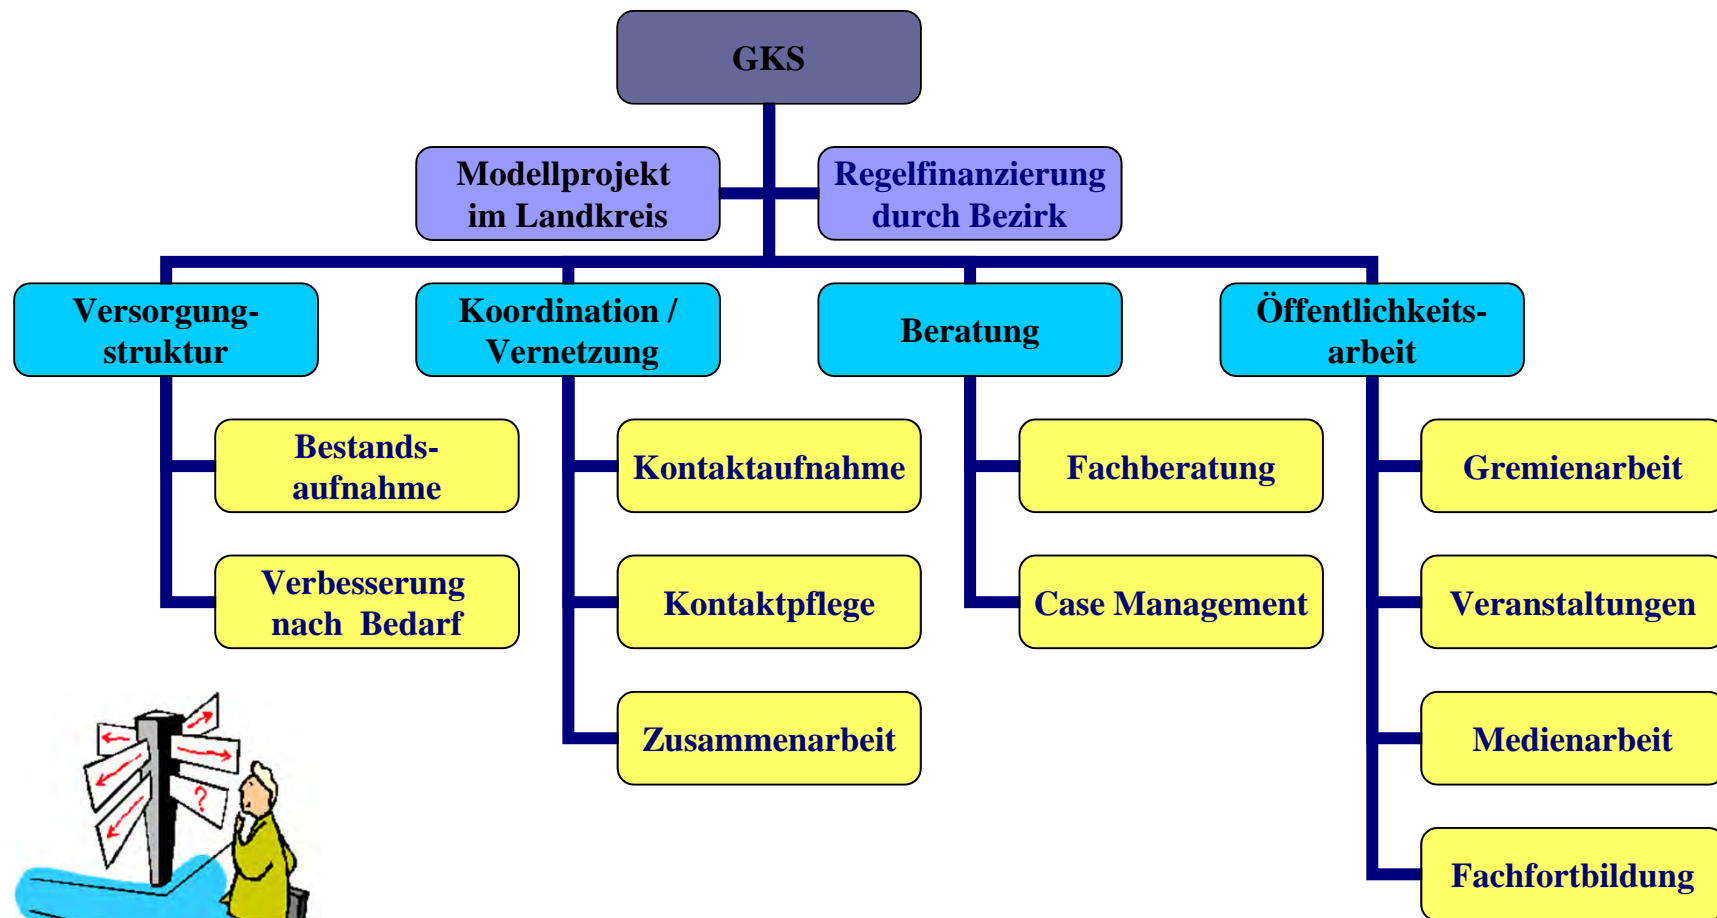 GKS
Modellprojekt
im Landkreis
Regelfinanzierung
durch Bezirk
Versorgung-
struktur
Koordination /
Vernetzung
Beratung
Öffentlichkeits-
arbeit
Bestands-
aufnahme
Verbesserung
nach Bedarf
Kontaktaufnahme
Kontaktpflege
Zusammenarbeit
Fachberatung
Case Management
Gremienarbeit
Veranstaltungen
Medienarbeit
Fachfortbildung
?